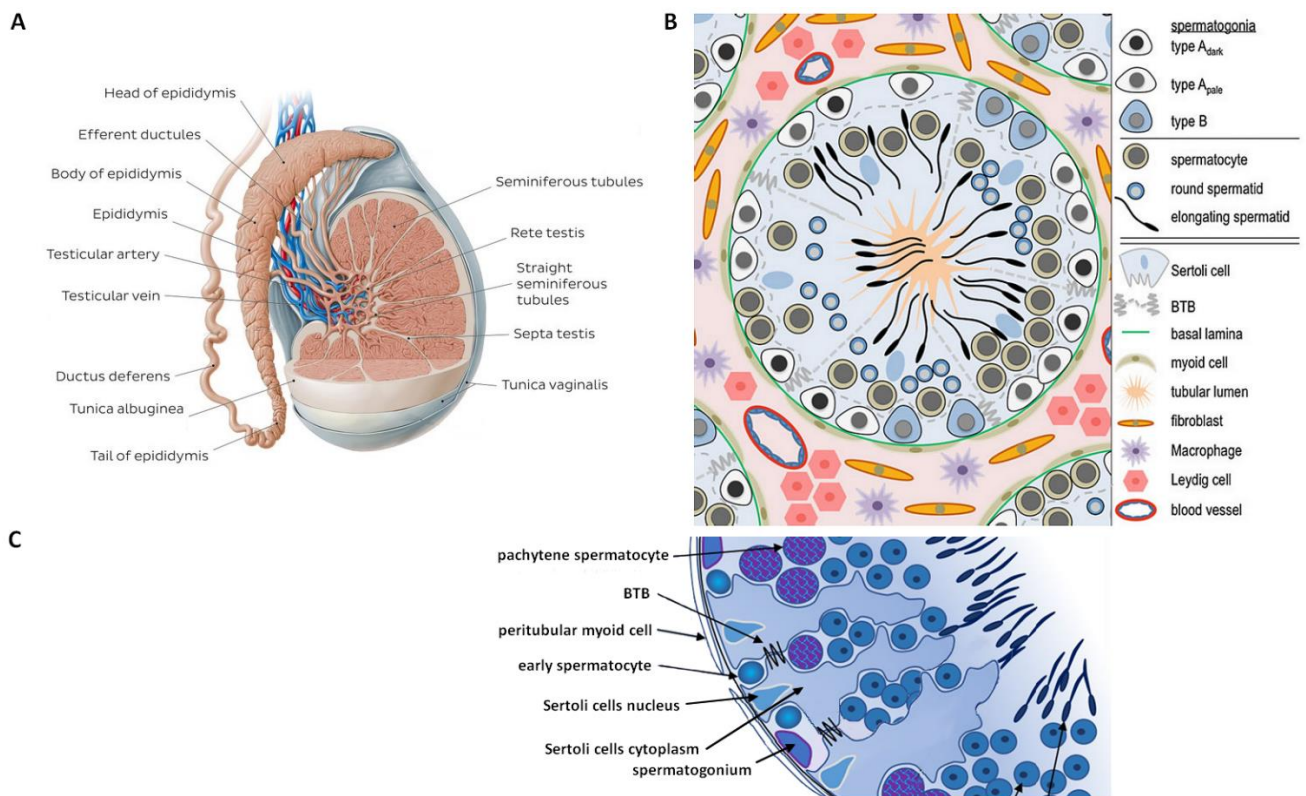 A
Head of epididymis
Efferent ductules
Body of epididymis
Epididymis
Testicular artery
Testicular vein
Ductus deferens
Tunica albuginea
Tail of epididymis
Seminiferous tubules
Rete testis
Straight
seminiferous
tubules
Septa testis
Tunica vaginalis
B
spermatogonia
type Adark
type Apale
type B
spermatocyte
round spermatid
elongating spermatid
Sertoli cell
BTB
basal lamina
myoid cell
tubular lumen
fibroblast
Macrophage
Leydig cell
blood vessel
C
pachytene spermatocyte
BTB
peritubular myoid cell
early spermatocyte
Sertoli cells nucleus
Sertoli cells cytoplasm
spermatogonium